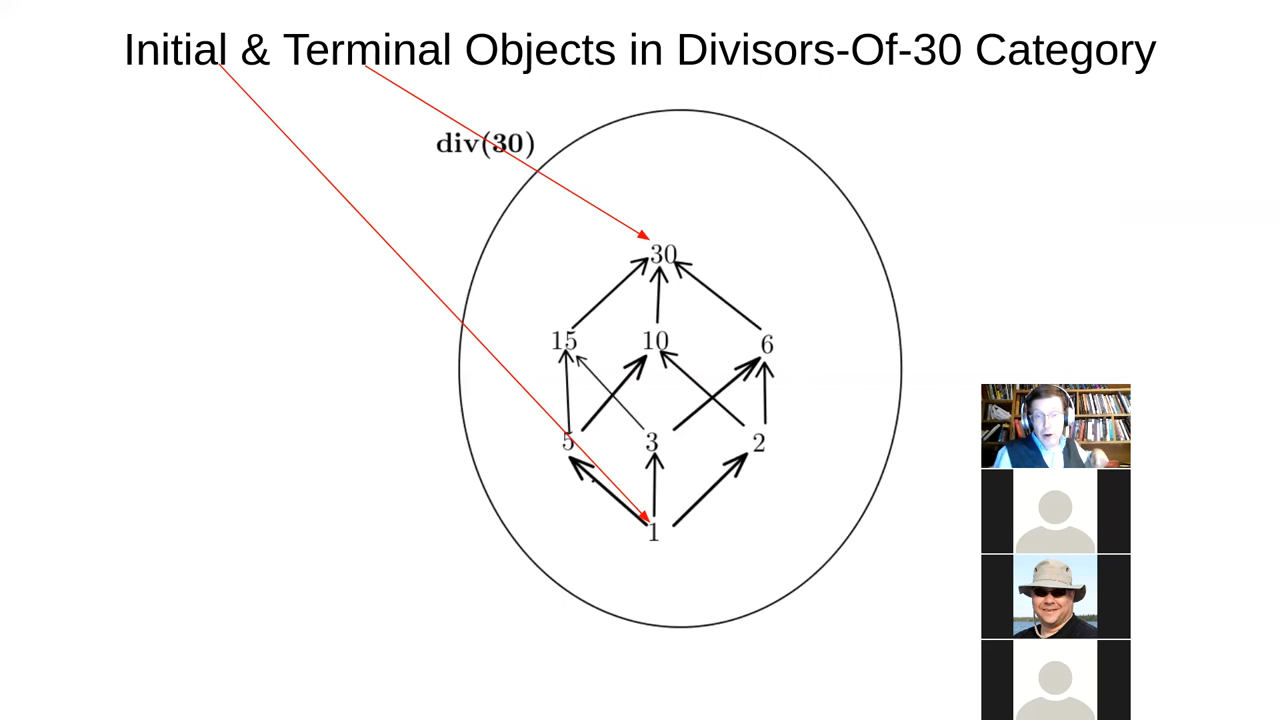 Initial & Terminal Objects in Divisors-Of-30 Category
div(30)
30
15 10 6
5 3 2
1